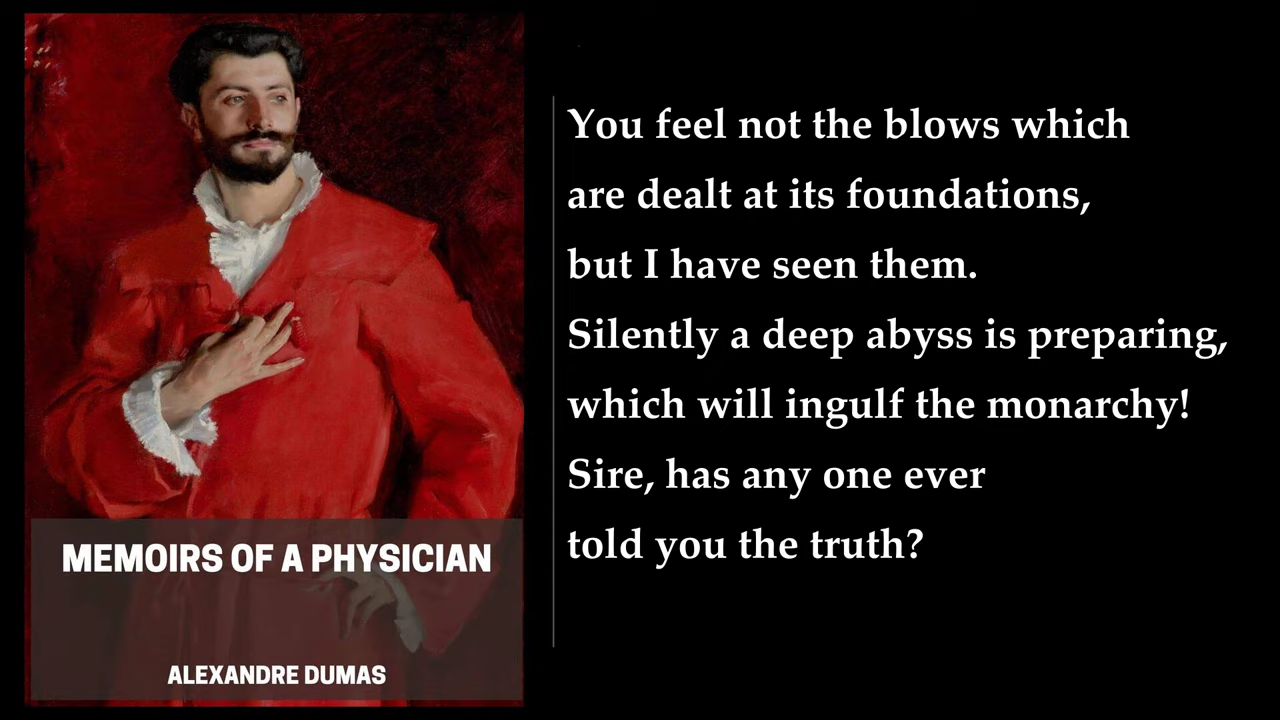 MEMOIRS OF A PHYSICIAN
ALEXANDRE DUMAS
You feel not the blows which
are dealt at its foundations,
but I have seen them.
Silently a deep abyss is preparing,
which will ingulf the monarchy!
Sire, has any one ever
told you the truth?